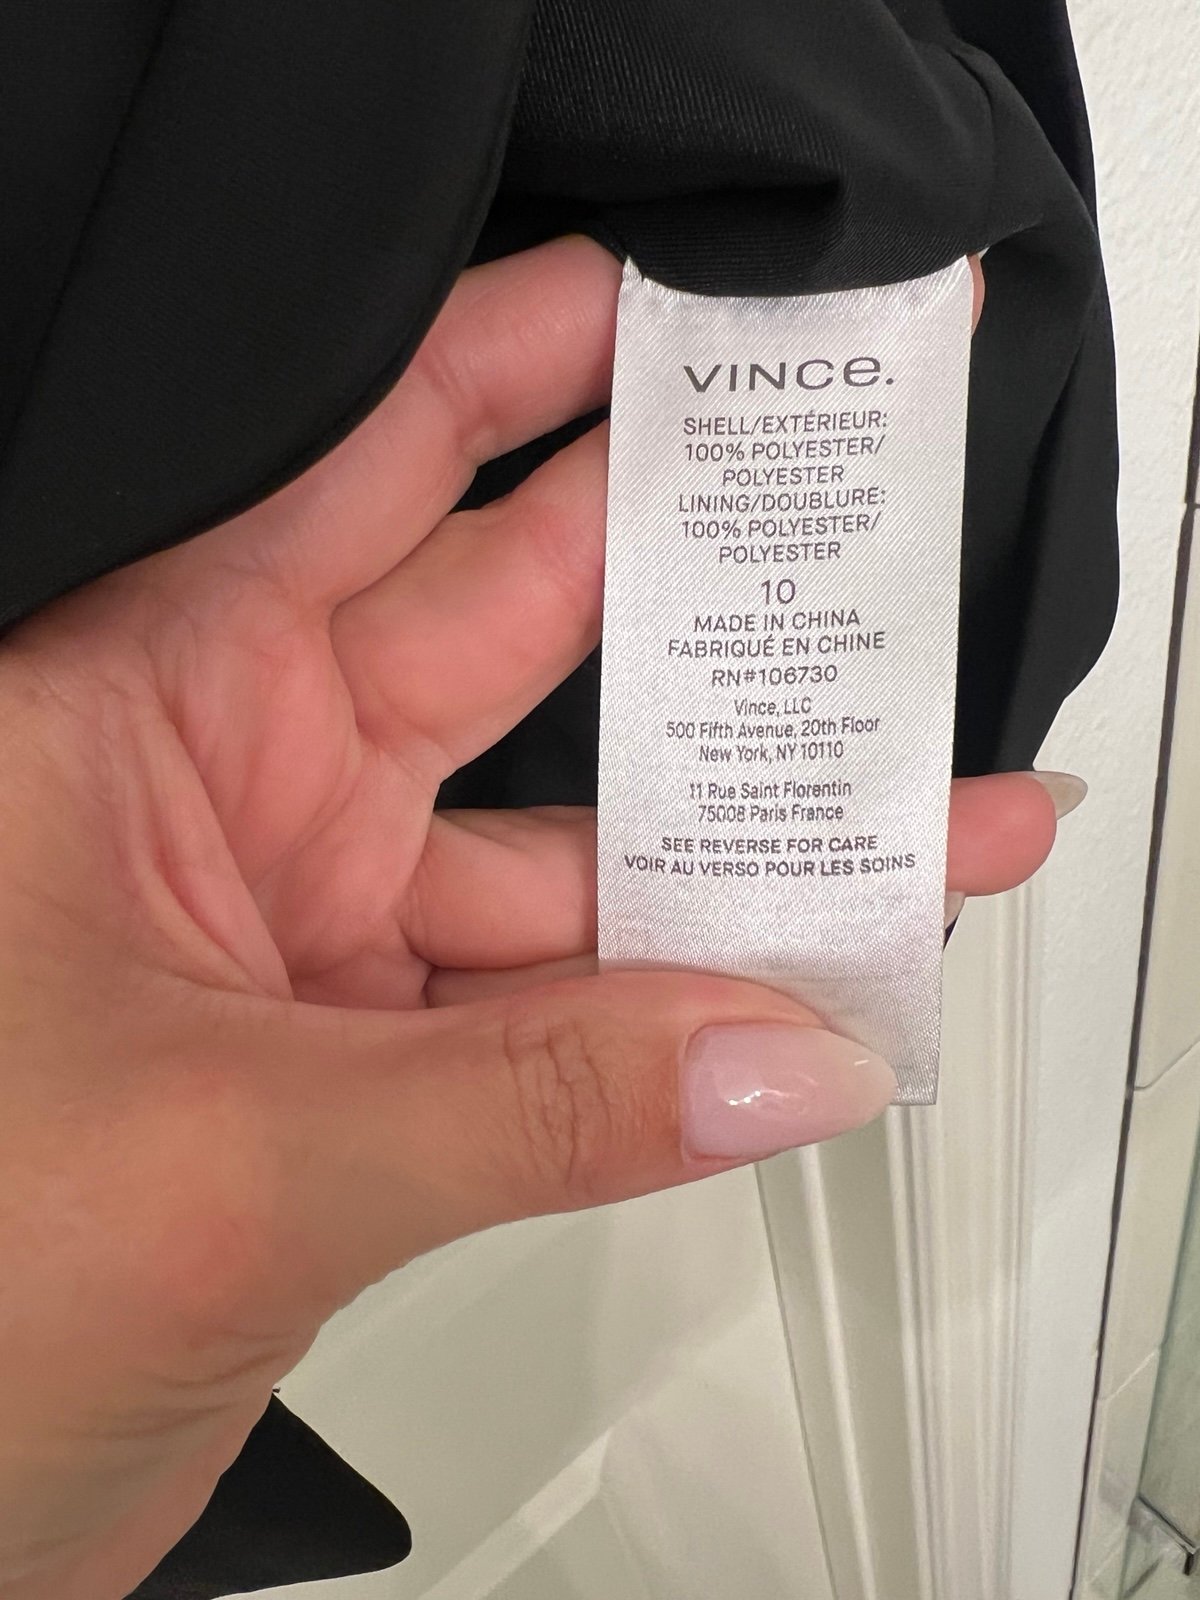 VINCE.
SHELL/EXTÉRIEUR:
100% POLYESTER/
POLYESTER
LINING/DOUBLURE:
100% POLYESTER/
POLYESTER
10
MADE IN CHINA
FABRIQUÉ EN CHINE
RN#106730
Vince, LLC
500 Fifth Avenue, 20th Floor
New York, NY 10110
11 Rue Saint Florentin
75008 Paris France
SEE REVERSE FOR CARE
VOIR AU VERSO POUR LES SOINS